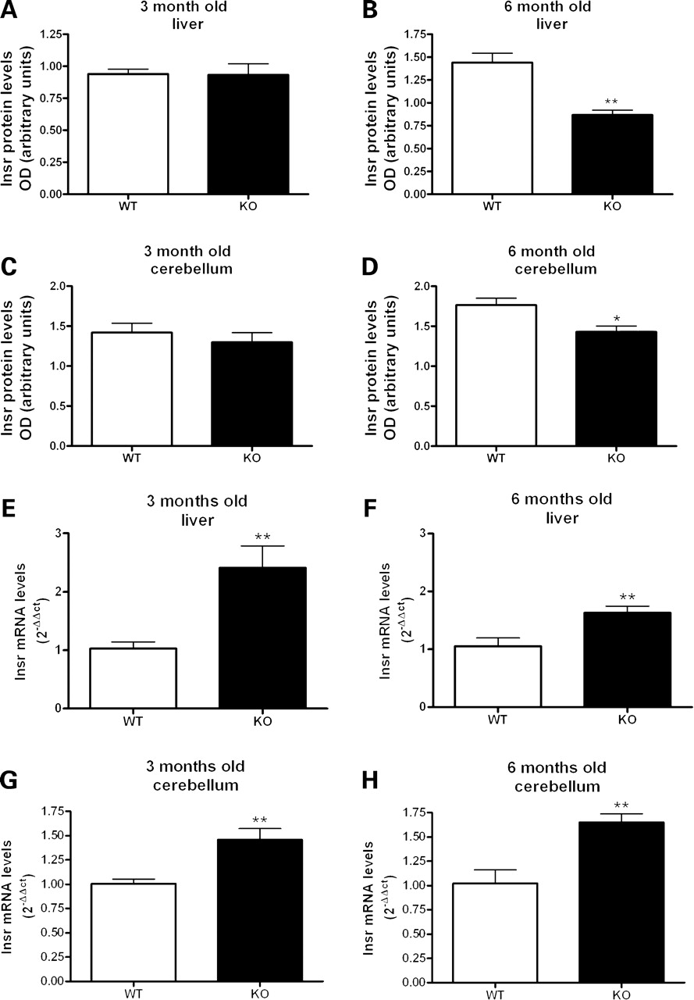 A
3 month old
liver
Insr protein levels
OD (arbitrary units)
1.25
1.00
0.75
0.50
0.25
0.00
WT
KO
B
6 month old
liver
Insr protein levels
OD (arbitrary units)
1.75
1.50
1.25
1.00
0.75
0.50
0.25
0.00
**
WT
KO
C
3 month old
cerebellum
Insr protein levels
OD (arbitrary units)
2.0
1.5
1.0
0.5
0.0
WT
KO
D
6 month old
cerebellum
Insr protein levels
OD (arbitrary units)
2.0
1.5
1.0
0.5
0.0
*
WT
KO
E
3 months old
liver
Insr mRNA levels
(2-ΔΔct)
3
2
1
0
**
WT
KO
F
6 months old
liver
Insr mRNA levels
(2-ΔΔct)
3
2
1
0
**
WT
KO
G
3 months old
cerebellum
Insr mRNA levels
(2-ΔΔct)
1.75
1.50
1.25
1.00
0.75
0.50
0.25
0.00
**
WT
KO
H
6 months old
cerebellum
Insr mRNA levels
(2-ΔΔct)
1.75
1.50
1.25
1.00
0.75
0.50
0.25
0.00
**
WT
KO